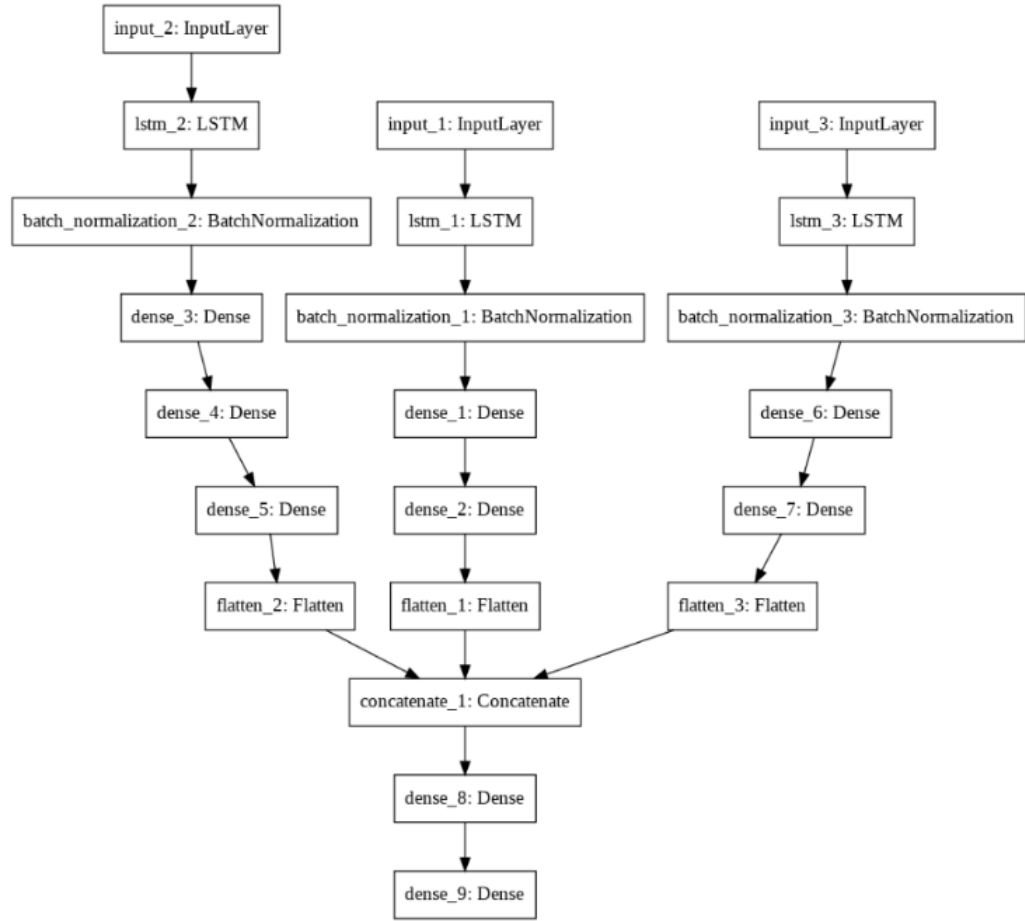 input_2: InputLayer
lstm_2: LSTM
input_1: InputLayer
input_3: InputLayer
batch_normalization_2: BatchNormalization
lstm_1: LSTM
lstm_3: LSTM
dense_3: Dense
batch_normalization_1: BatchNormalization
batch_normalization_3: BatchNormalization
dense_4: Dense
dense_1: Dense
dense_6: Dense
dense_5: Dense
dense_2: Dense
dense_7: Dense
flatten_2: Flatten
flatten_1: Flatten
flatten_3: Flatten
concatenate_1: Concatenate
dense_8: Dense
dense_9: Dense